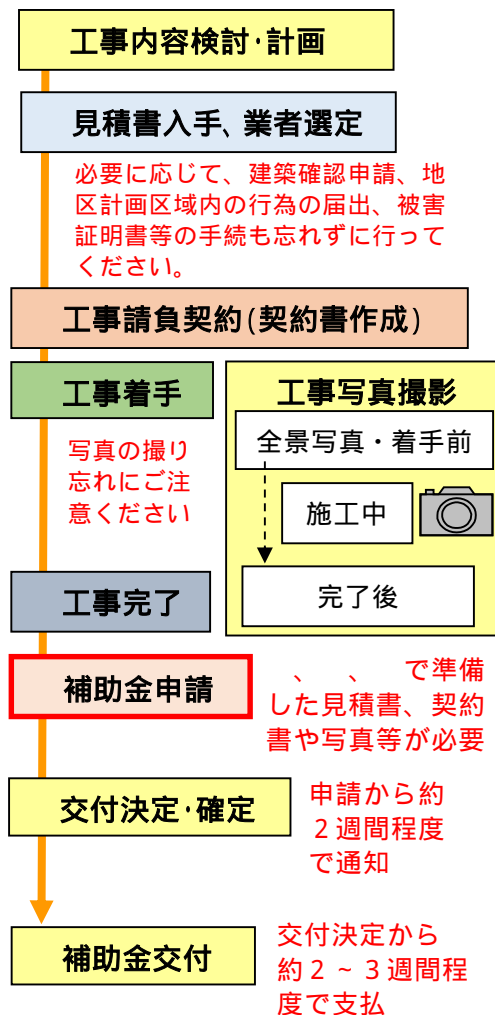 工事内容検討･計画
見積書入手、業者選定
必要に応じて、建築確認申請、地
区計画区域内の行為の届出、被害
証明書等の手続も忘れずに行って
ください。
工事請負契約(契約書作成)
工事着手
写真の撮り
忘れにご注
意ください
工事写真撮影
全景写真・着手前
施工中
完了後
工事完了
補助金申請
、　、　で準備
した見積書、契約
書や写真等が必要
交付決定･確定
申請から約
２週間程度
で通知
補助金交付
交付決定から
約２~３週間程
度で支払